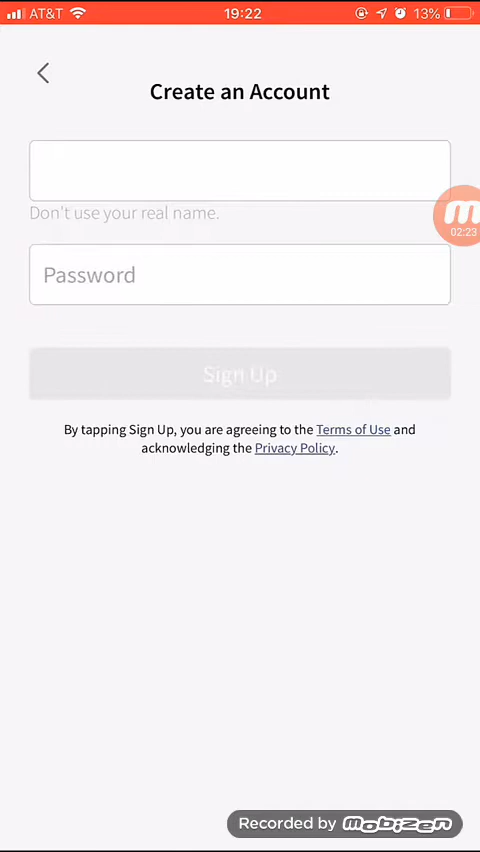 AT&T 19:22 13%
Create an Account
Don't use your real name.
02:23
Password
Sign Up
By tapping Sign Up, you are agreeing to the Terms of Use and
acknowledging the Privacy Policy.
Recorded by mobizen